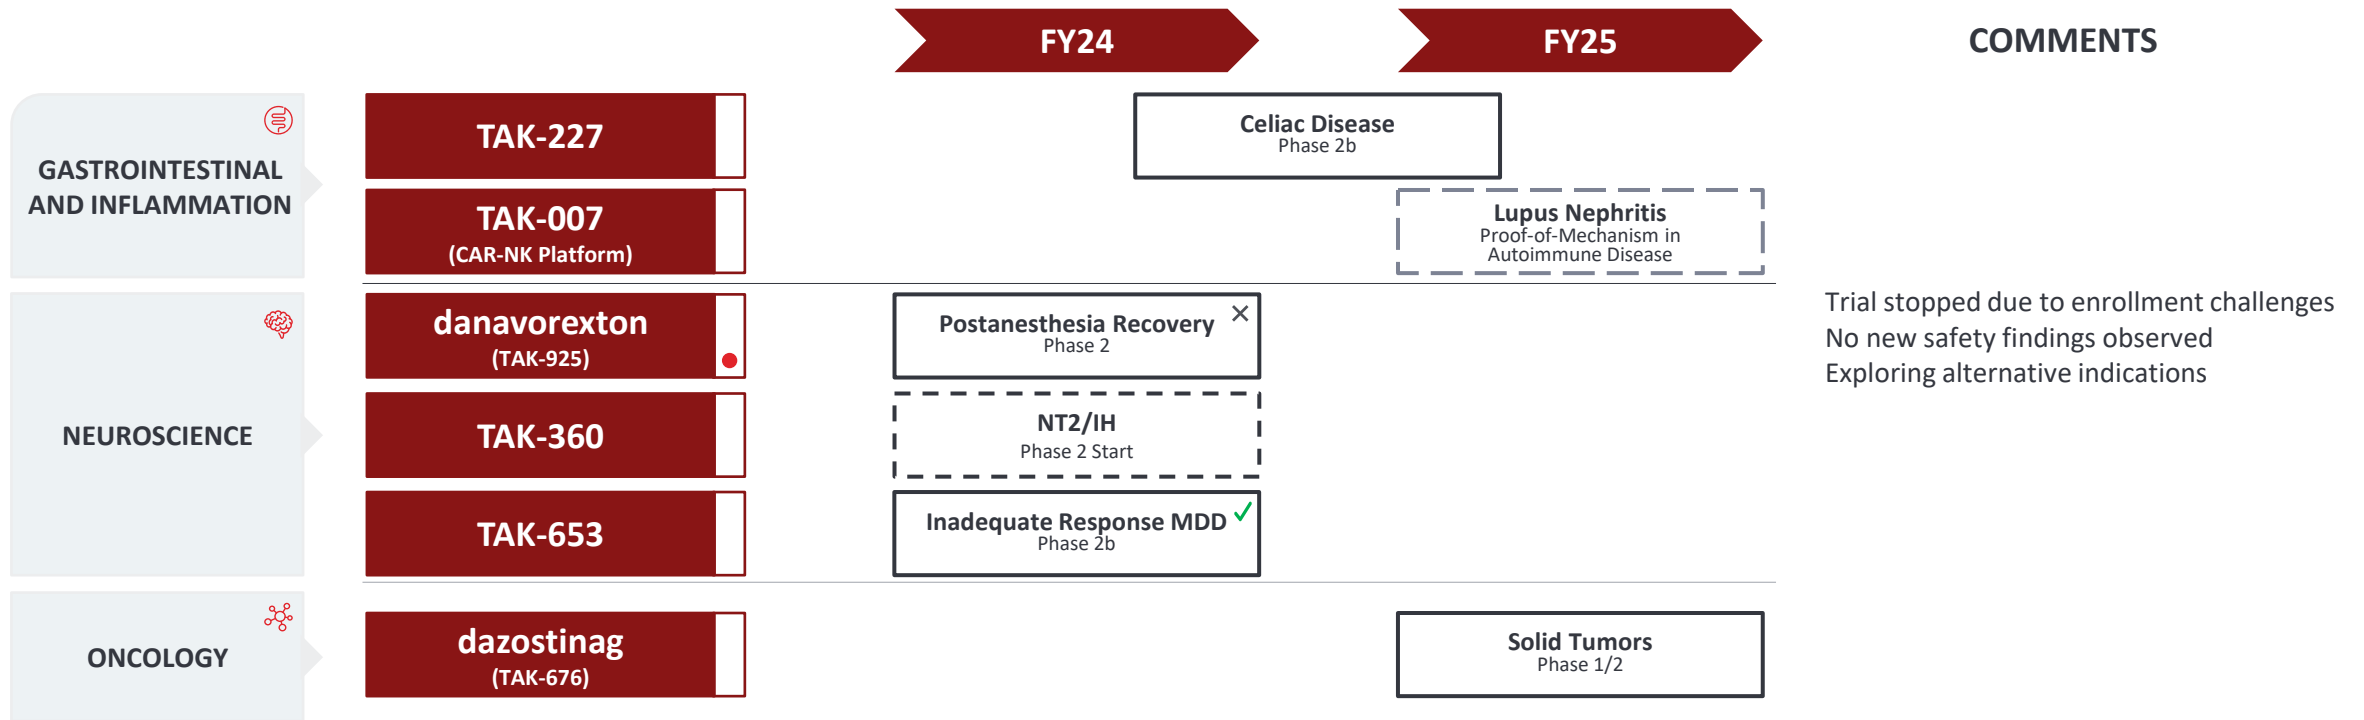 FY24
FY25
COMMENTS
GASTROINTESTINAL
AND INFLAMMATION
TAK-227
Celiac Disease
Phase 2b
TAK-007
(CAR-NK Platform)
Lupus Nephritis
Proof-of-Mechanism in
Autoimmune Disease
NEUROSCIENCE
danavorexton
(TAK-925)
Postanesthesia Recovery
Phase 2
Trial stopped due to enrollment challenges
No new safety findings observed
Exploring alternative indications
TAK-360
NT2/IH
Phase 2 Start
TAK-653
Inadequate Response MDD
Phase 2b
ONCOLOGY
dazostinag
(TAK-676)
Solid Tumors
Phase 1/2